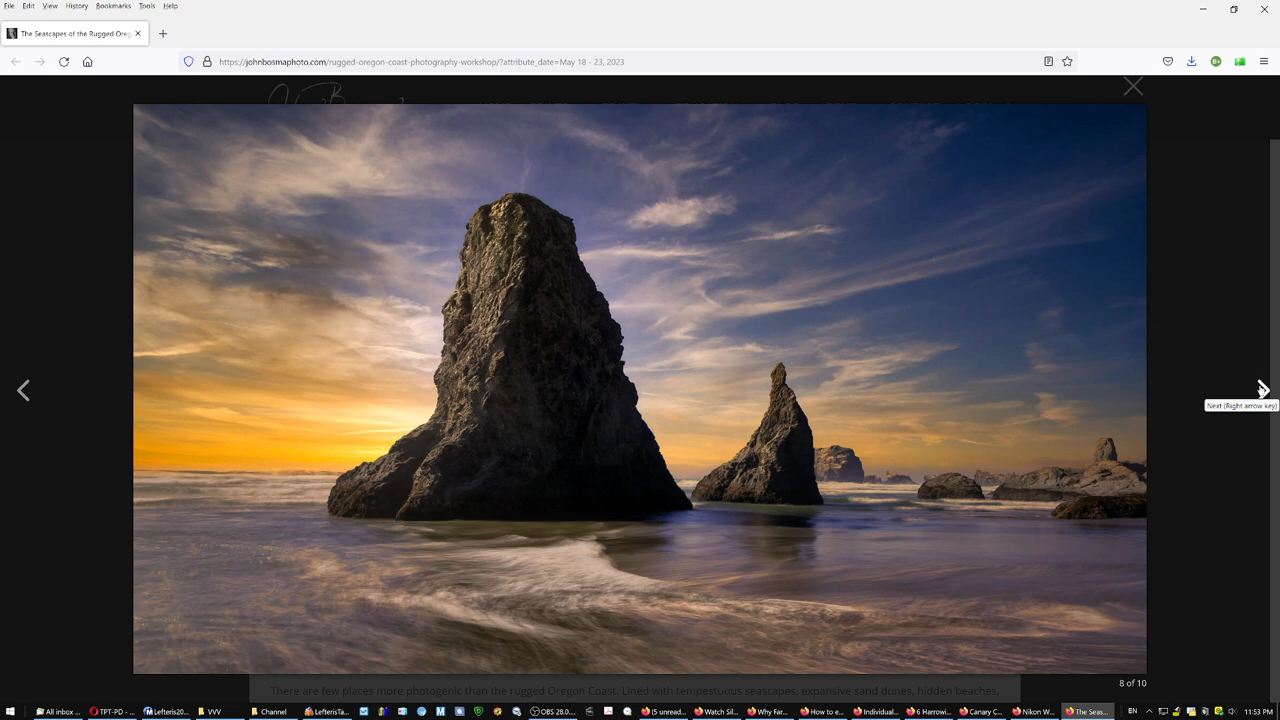 File Edit View History Bookmarks Tools Help
The Seascapes of the Rugged Oreg
https://johnbosmaphoto.com/rugged-oregon-coast-photography-workshop/?attribute_date=May 18 - 23, 2023
Next (Right arrow key)
8 of 10
There are few places more photogenic than the rugged Oregon Coast. Lined with tempestuous seascapes, expansive sand dunes, hidden beaches,
All inbox ... TPT-PD - ... Lefteris20... VVV Channel LefterisTa... OBS 28.0... (5 unread... Watch Sil... Why Far... How to e... Individual... 6 Harrowi... Canary C... Nikon W... The Seas... EN 11:53 PM